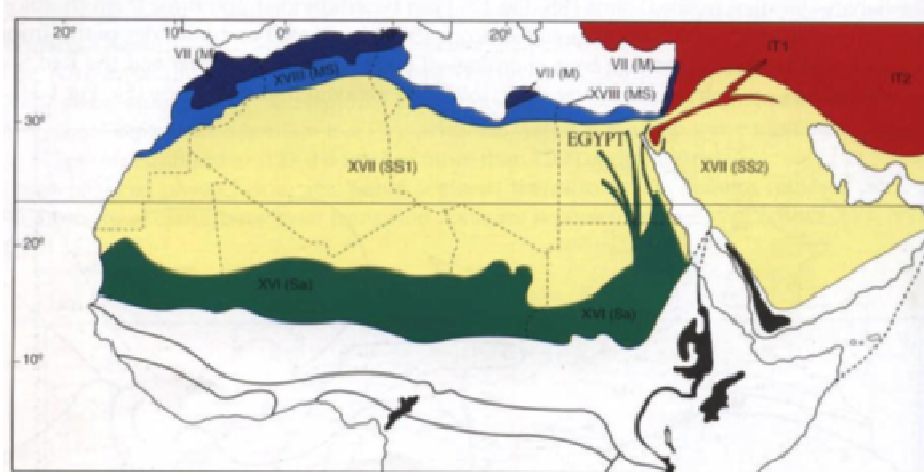 20° 10° 0° 10° 20°
VII (M) XVIII (MS) VII (M) VII (M) XVIII (MS) IT1 IT2
30°
EGYPT
XVII (SS1) XVII (SS2)
20°
XVI (Sa) XVI (Sa)
10°